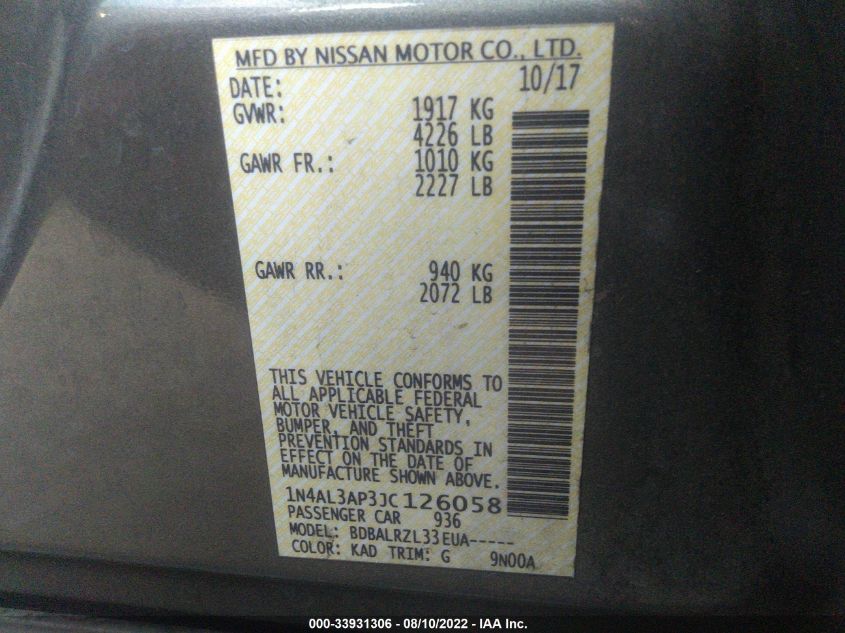 MFD BY NISSAN MOTOR CO., LTD.
DATE: 10/17
GVWR: 1917 KG
4226 LB
GAWR FR.: 1010 KG
2227 LB
GAWR RR.: 940 KG
2072 LB
THIS VEHICLE CONFORMS TO
ALL APPLICABLE FEDERAL
MOTOR VEHICLE SAFETY,
BUMPER, AND THEFT
PREVENTION STANDARDS IN
EFFECT ON THE DATE OF
MANUFACTURE SHOWN ABOVE.
1N4AL3AP3JC126058
PASSENGER CAR 936
MODEL: BDBALRZL33EUA-----
COLOR: KAD TRIM: G 9N00A
000-33931306 - 08/10/2022 - IAA Inc.